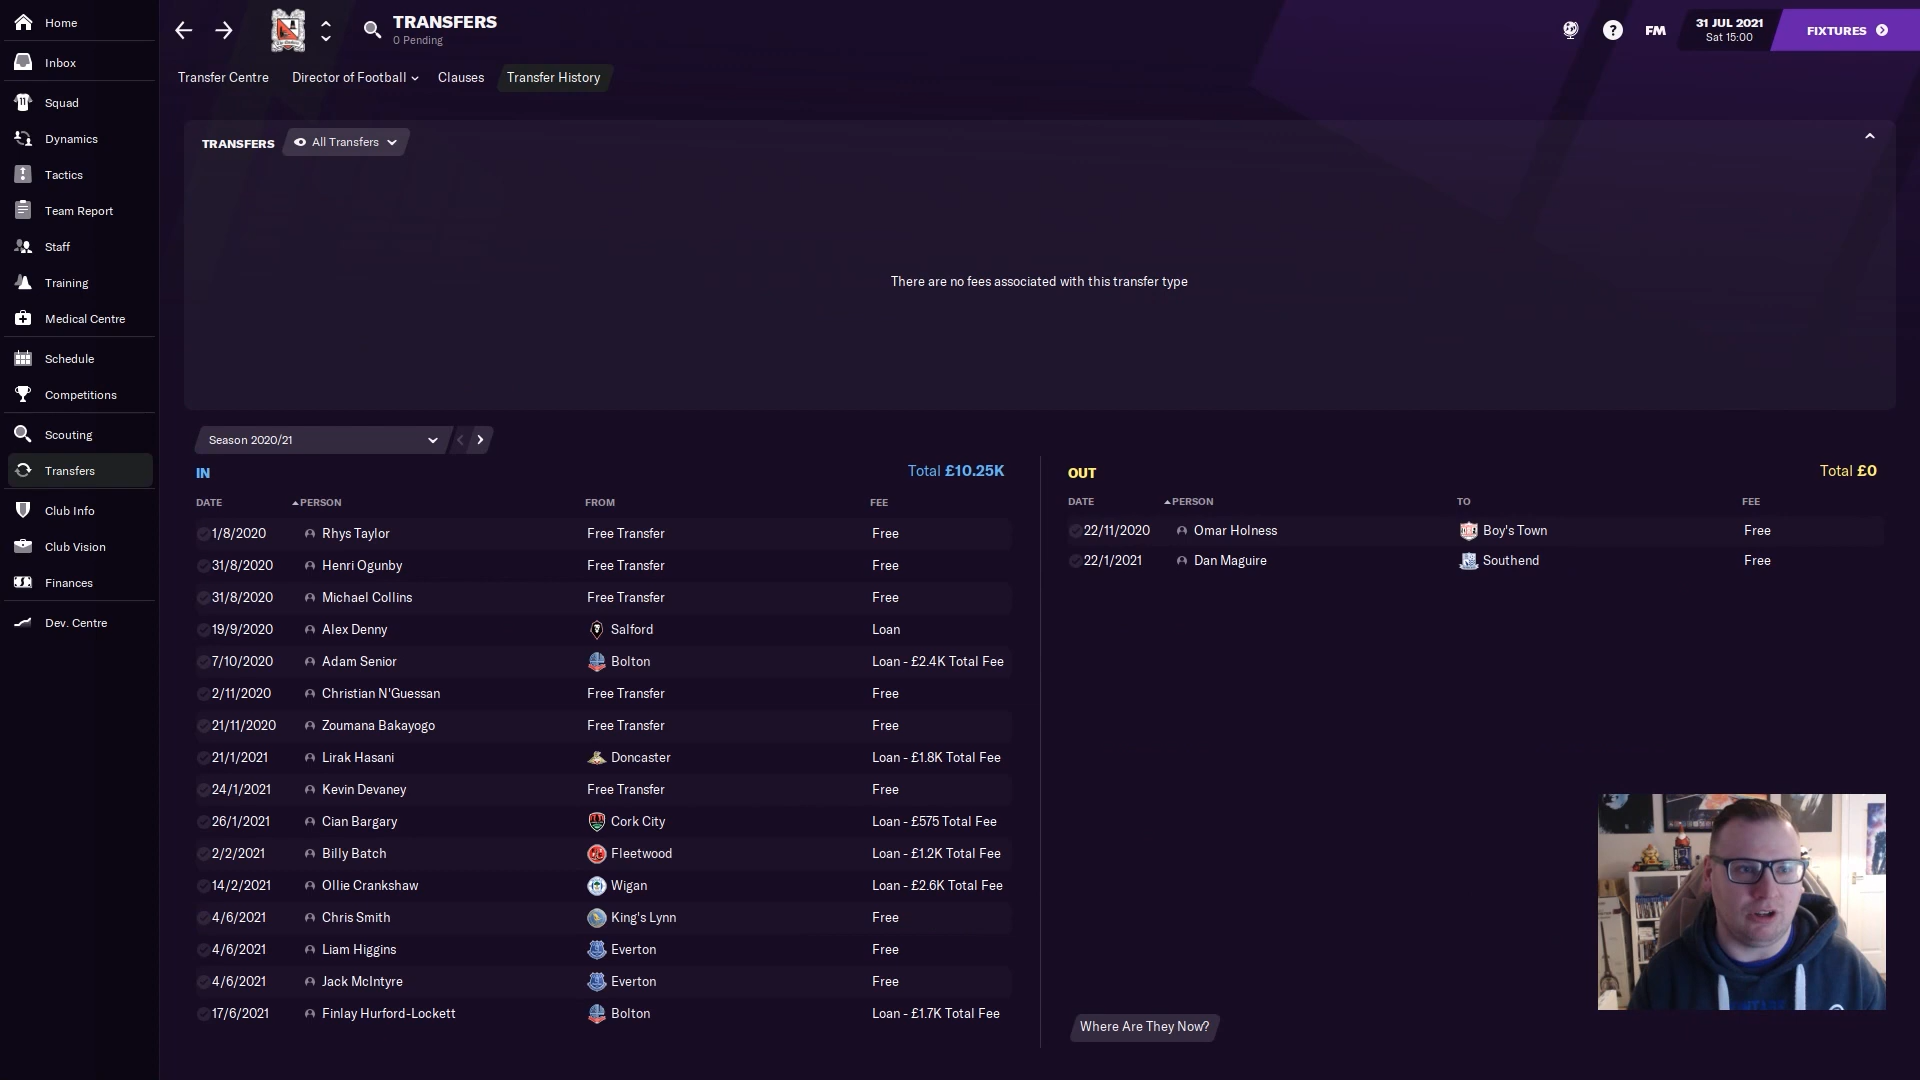 Home
Inbox
Squad
Dynamics
Tactics
Team Report
Staff
Training
Medical Centre
Schedule
Competitions
Scouting
Transfers
Club Info
Club Vision
Finances
Dev. Centre
TRANSFERS
0 Pending
FM
31 JUL 2021
Sat 15:00
FIXTURES
Transfer Centre Director of Football Clauses Transfer History
TRANSFERS All Transfers
There are no fees associated with this transfer type
Season 2020/21
IN Total £10.25K
DATE PERSON FROM FEE
1/8/2020 Rhys Taylor Free Transfer Free
31/8/2020 Henri Ogunby Free Transfer Free
31/8/2020 Michael Collins Free Transfer Free
19/9/2020 Alex Denny Salford Loan
7/10/2020 Adam Senior Bolton Loan - £2.4K Total Fee
2/11/2020 Christian N'Guessan Free Transfer Free
21/11/2020 Zoumana Bakayogo Free Transfer Free
21/1/2021 Lirak Hasani Doncaster Loan - £1.8K Total Fee
24/1/2021 Kevin Devaney Free Transfer Free
26/1/2021 Cian Bargary Cork City Loan - £575 Total Fee
2/2/2021 Billy Batch Fleetwood Loan - £1.2K Total Fee
14/2/2021 Ollie Crankshaw Wigan Loan - £2.6K Total Fee
4/6/2021 Chris Smith King's Lynn Free
4/6/2021 Liam Higgins Everton Free
4/6/2021 Jack McIntyre Everton Free
17/6/2021 Finlay Hurford-Lockett Bolton Loan - £1.7K Total Fee
OUT Total £0
DATE PERSON TO FEE
22/11/2020 Omar Holness Boy's Town Free
22/1/2021 Dan Maguire Southend Free
Where Are They Now?